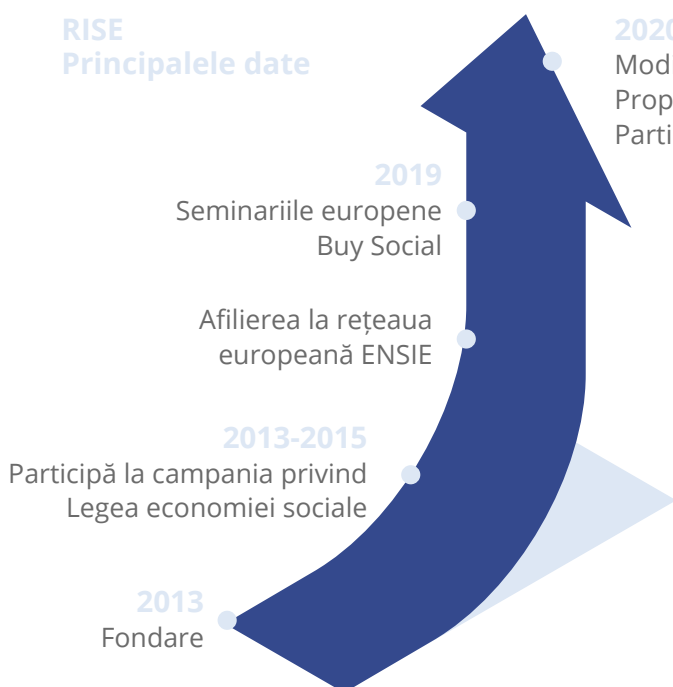 RISE
Principalele date
2019
Seminariile europene
Buy Social
Afilierea la rețeaua
europeană ENSIE
2013-2015
Participă la campania privind
Legea economiei sociale
2013
Fondare
2020